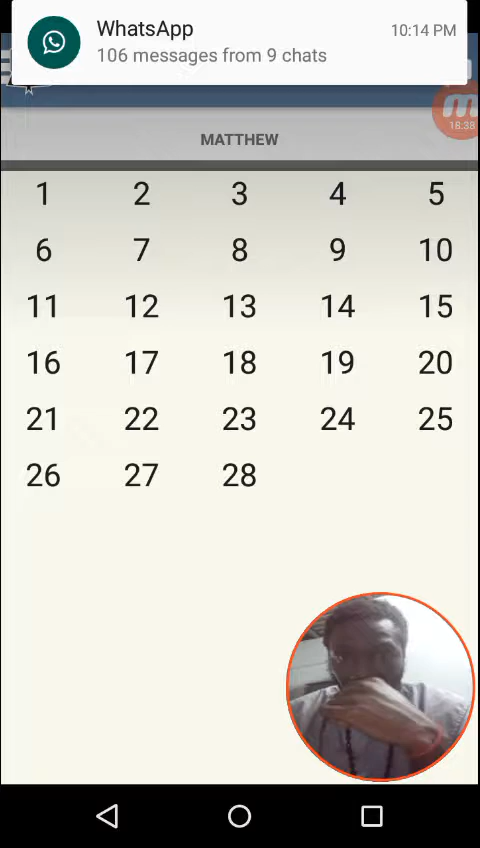 WhatsApp 10:14 PM
106 messages from 9 chats
18:38
MATTHEW
1 2 3 4 5
6 7 8 9 10
11 12 13 14 15
16 17 18 19 20
21 22 23 24 25
26 27 28